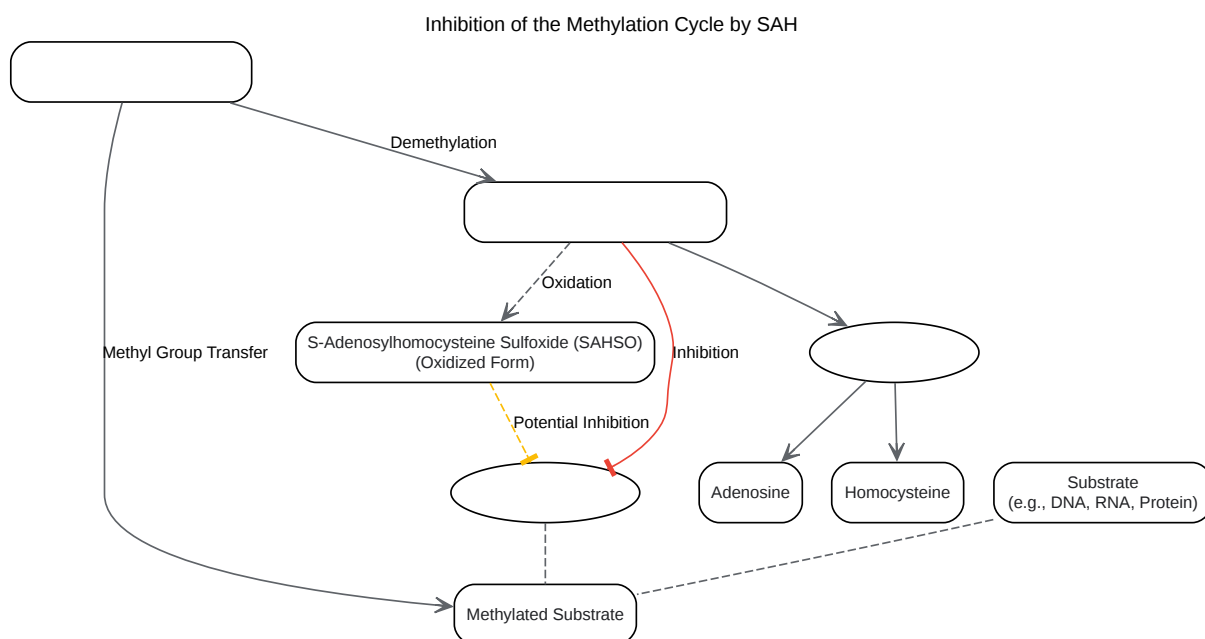 Inhibition of the Methylation Cycle by SAH
Demethylation
Oxidation
S-Adenosylhomocysteine Sulfoxide (SAHSO)
(Oxidized Form)
Methyl Group Transfer
Inhibition
Potential Inhibition
Adenosine
Homocysteine
Substrate
(e.g., DNA, RNA, Protein)
Methylated Substrate